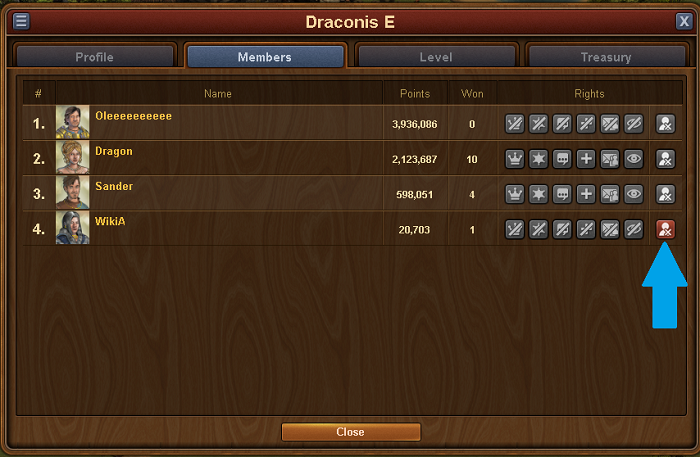 Draconis E
X
Profile Members Level Treasury
# Name Points Won Rights
1. Oleeeeeeeeee 3,936,086 0
2. Dragon 2,123,687 10
3. Sander 598,051 4
4. WikiA 20,703 1
Close